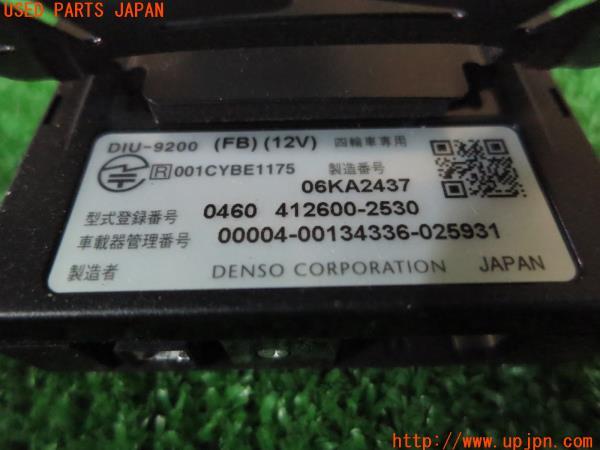 USED PARTS JAPAN
DIU-9200 (FB) (12V) 四輪車専用
R 001CYBE1175 製造番号
06KA2437
型式登録番号 0460 412600-2530
車載器管理番号 00004-00134336-025931
製造者 DENSO CORPORATION JAPAN
http://www.upjpn.com/